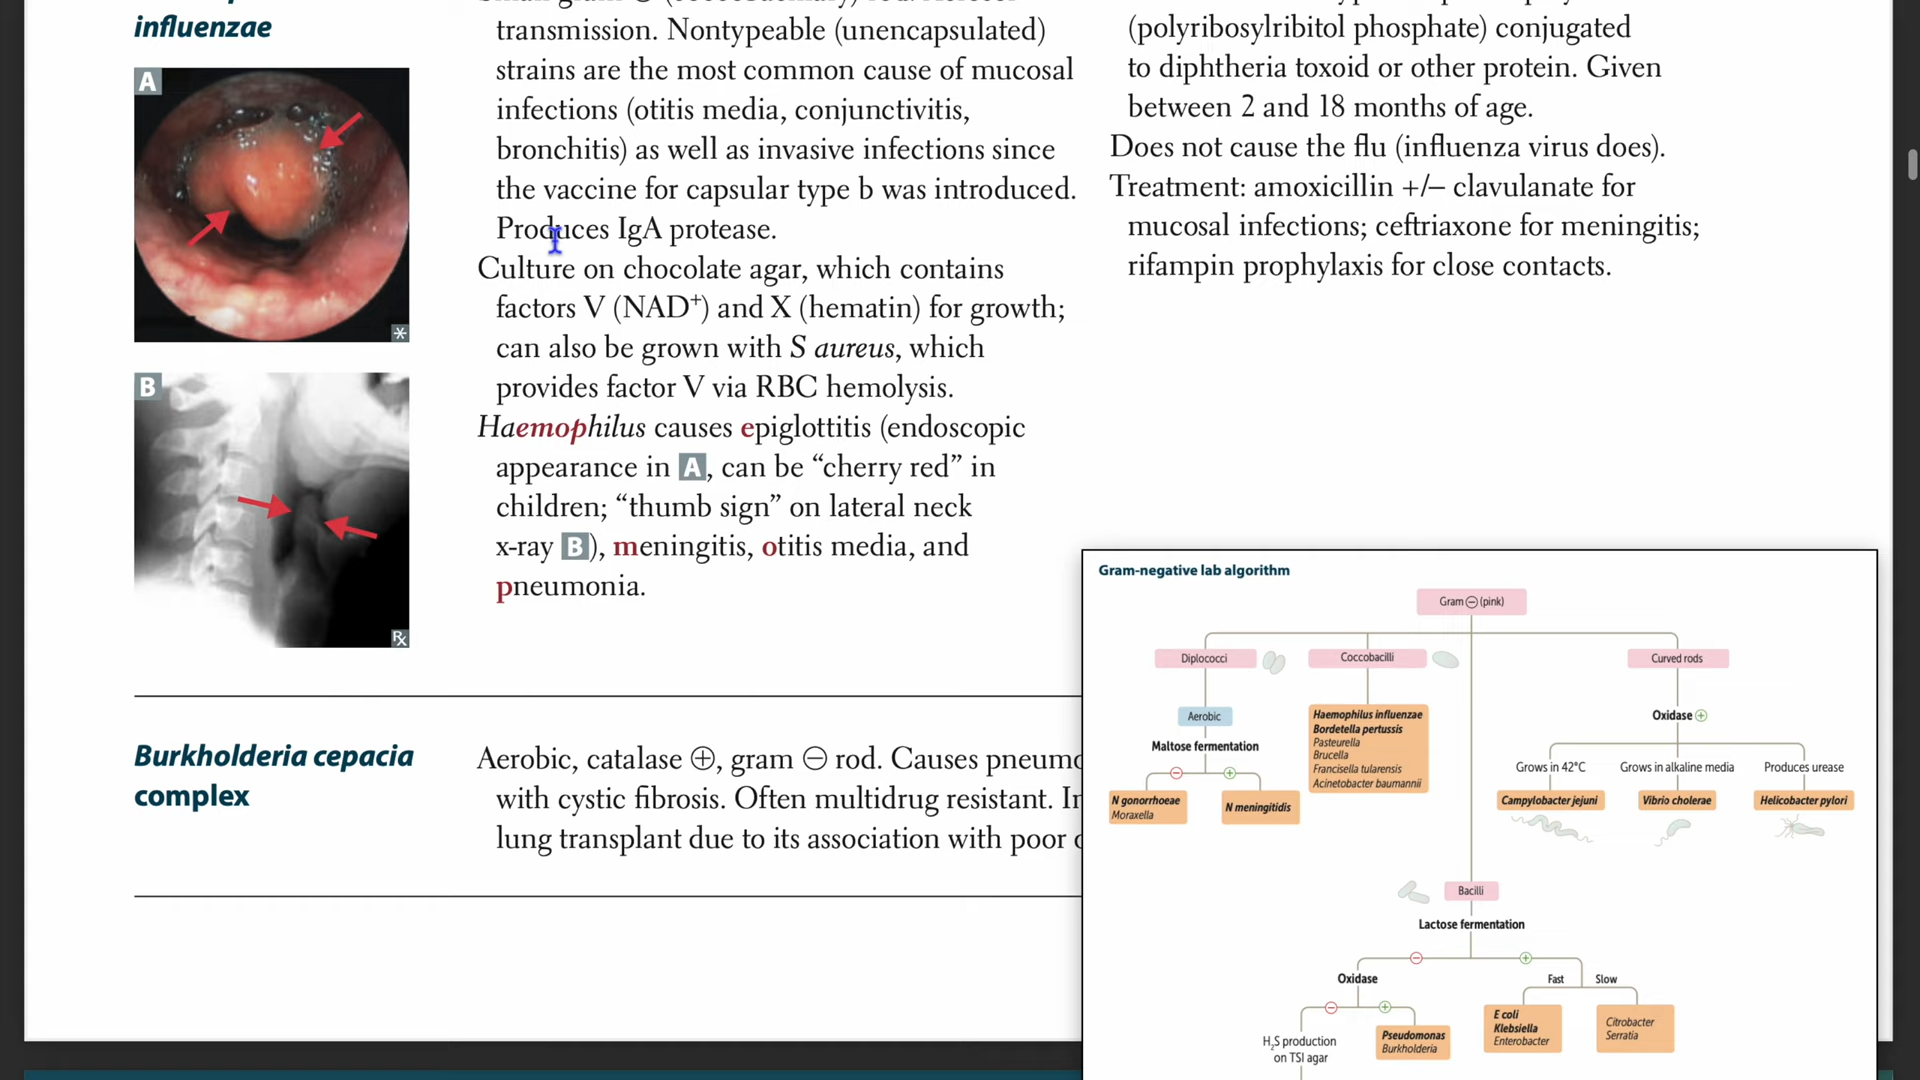 influenzae
A
B
transmission. Nontypeable (unencapsulated)
strains are the most common cause of mucosal
infections (otitis media, conjunctivitis,
bronchitis) as well as invasive infections since
the vaccine for capsular type b was introduced.
Produces IgA protease.
Culture on chocolate agar, which contains
factors V (NAD⁺) and X (hematin) for growth;
can also be grown with S aureus, which
provides factor V via RBC hemolysis.
Haemophilus causes epiglottitis (endoscopic
appearance in A, can be “cherry red” in
children; “thumb sign” on lateral neck
x-ray B), meningitis, otitis media, and
pneumonia.
(polyribosylribitol phosphate) conjugated
to diphtheria toxoid or other protein. Given
between 2 and 18 months of age.
Does not cause the flu (influenza virus does).
Treatment: amoxicillin +/– clavulanate for
mucosal infections; ceftriaxone for meningitis;
rifampin prophylaxis for close contacts.
Burkholderia cepacia
complex
Aerobic, catalase ⊕, gram ⊖ rod. Causes
with cystic fibrosis. Often multidrug resistant.
lung transplant due to its association with poor
Gram-negative lab algorithm
Gram ⊖ (pink)
Diplococci
Coccobacilli
Curved rods
Aerobic
Maltose fermentation
N gonorrhoeae
Moraxella
N meningitidis
Haemophilus influenzae
Bordetella pertussis
Pasteurella
Brucella
Francisella tularensis
Acinetobacter baumannii
Oxidase ⊕
Grows in 42°C
Grows in alkaline media
Produces urease
Campylobacter jejuni
Vibrio cholerae
Helicobacter pylori
Bacilli
Lactose fermentation
Oxidase
Fast
Slow
H₂S production
on TSI agar
Pseudomonas
Burkholderia
E coli
Klebsiella
Enterobacter
Citrobacter
Serratia